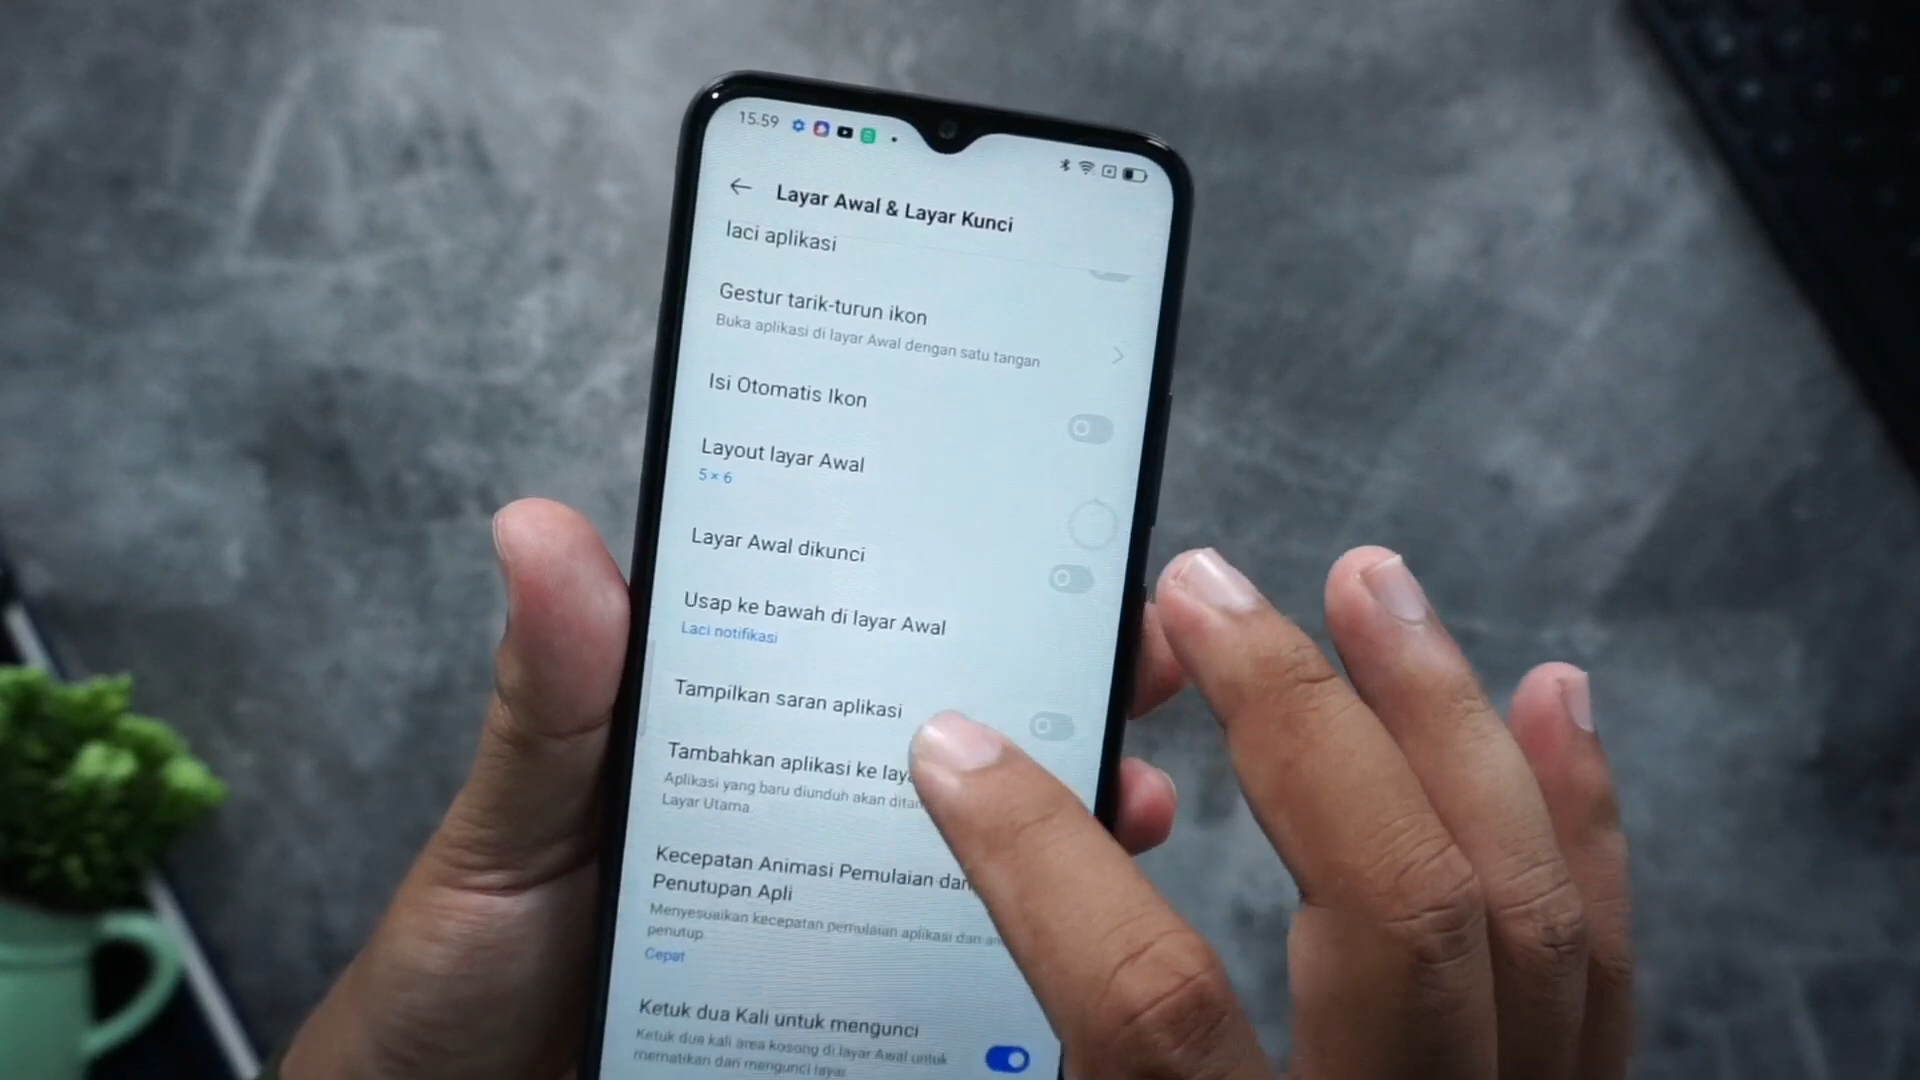 15.59
Layar Awal & Layar Kunci
laci aplikasi
Gestur tarik-turun ikon
Buka aplikasi di layar Awal dengan satu tangan
Isi Otomatis Ikon
Layout layar Awal
5 × 6
Layar Awal dikunci
Usap ke bawah di layar Awal
Laci notifikasi
Tampilkan saran aplikasi
Tambahkan aplikasi ke
Aplikasi yang baru diunduh akan
Layar Utama.
Kecepatan Animasi Pemulaian dan
Penutupan Apli
Menyesuaikan kecepatan pemulaian aplikasi dan
penutup.
Cepat
Ketuk dua Kali untuk mengunci
Ketuk dua kali area kosong di layar Awal untuk
mematikan dan mengunci layar.